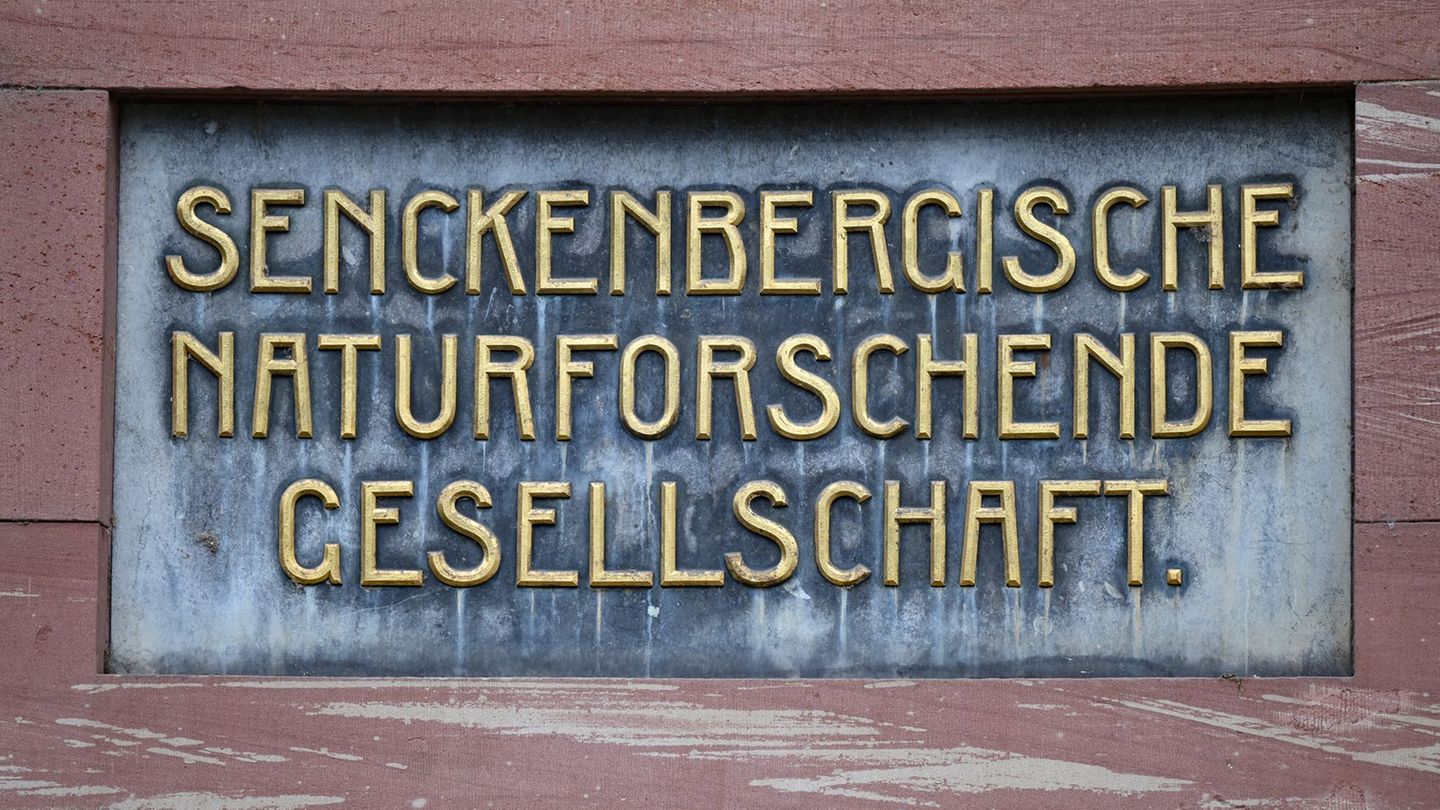 SENCKENBERGISCHE
NATURFORSCHENDE
GESELLSCHAFT.